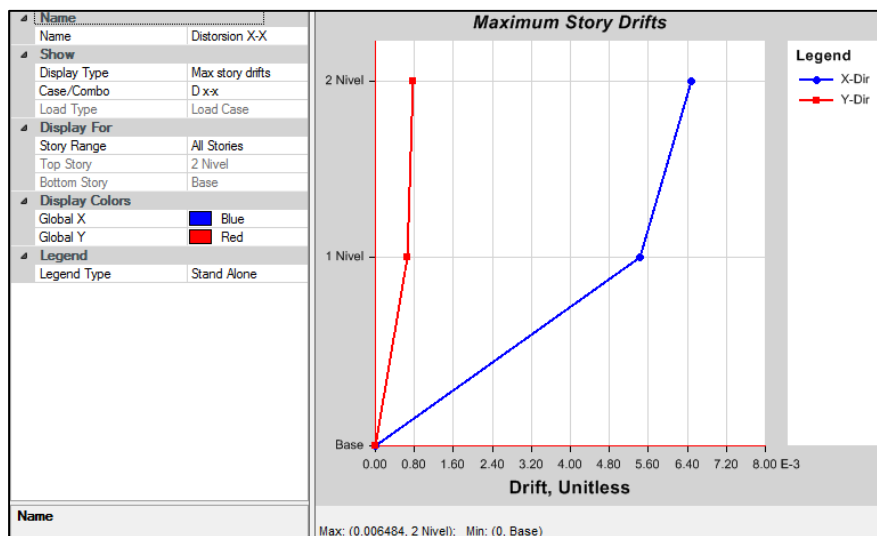 Name
Name Distorsion X-X
Show
Display Type Max story drifts
Case/Combo D x-x
Load Type Load Case
Display For
Story Range All Stories
Top Story 2 Nivel
Bottom Story Base
Display Colors
Global X Blue
Global Y Red
Legend
Legend Type Stand Alone
Name
Maximum Story Drifts
2 Nivel
1 Nivel
Base
0.00 0.80 1.60 2.40 3.20 4.00 4.80 5.60 6.40 7.20 8.00 E-3
Drift, Unitless
Legend
X-Dir
Y-Dir
Max: (0.006484, 2 Nivel); Min: (0, Base)